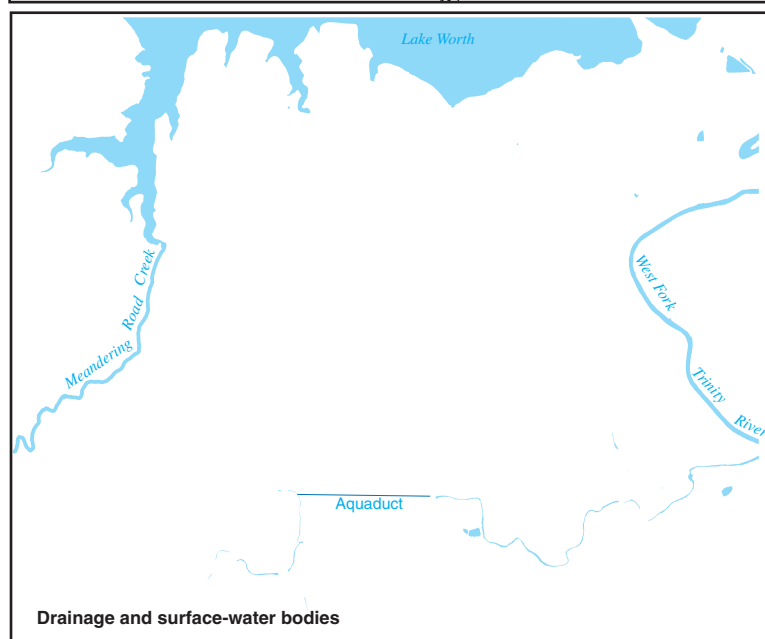 Lake Worth
Meandering Road Creek
West Fork Trinity River
Aquaduct
Drainage and surface-water bodies